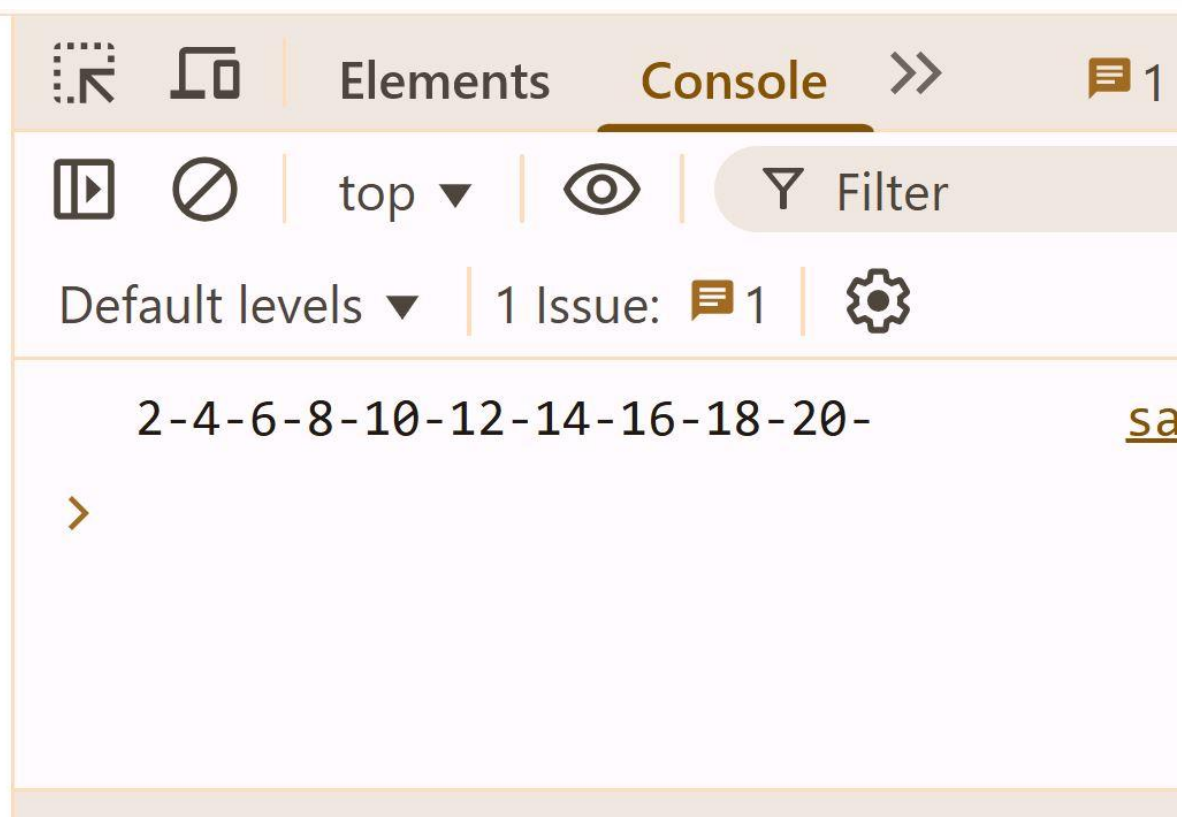 Elements Console 1
top Filter
Default levels 1 Issue: 1
2-4-6-8-10-12-14-16-18-20- sa